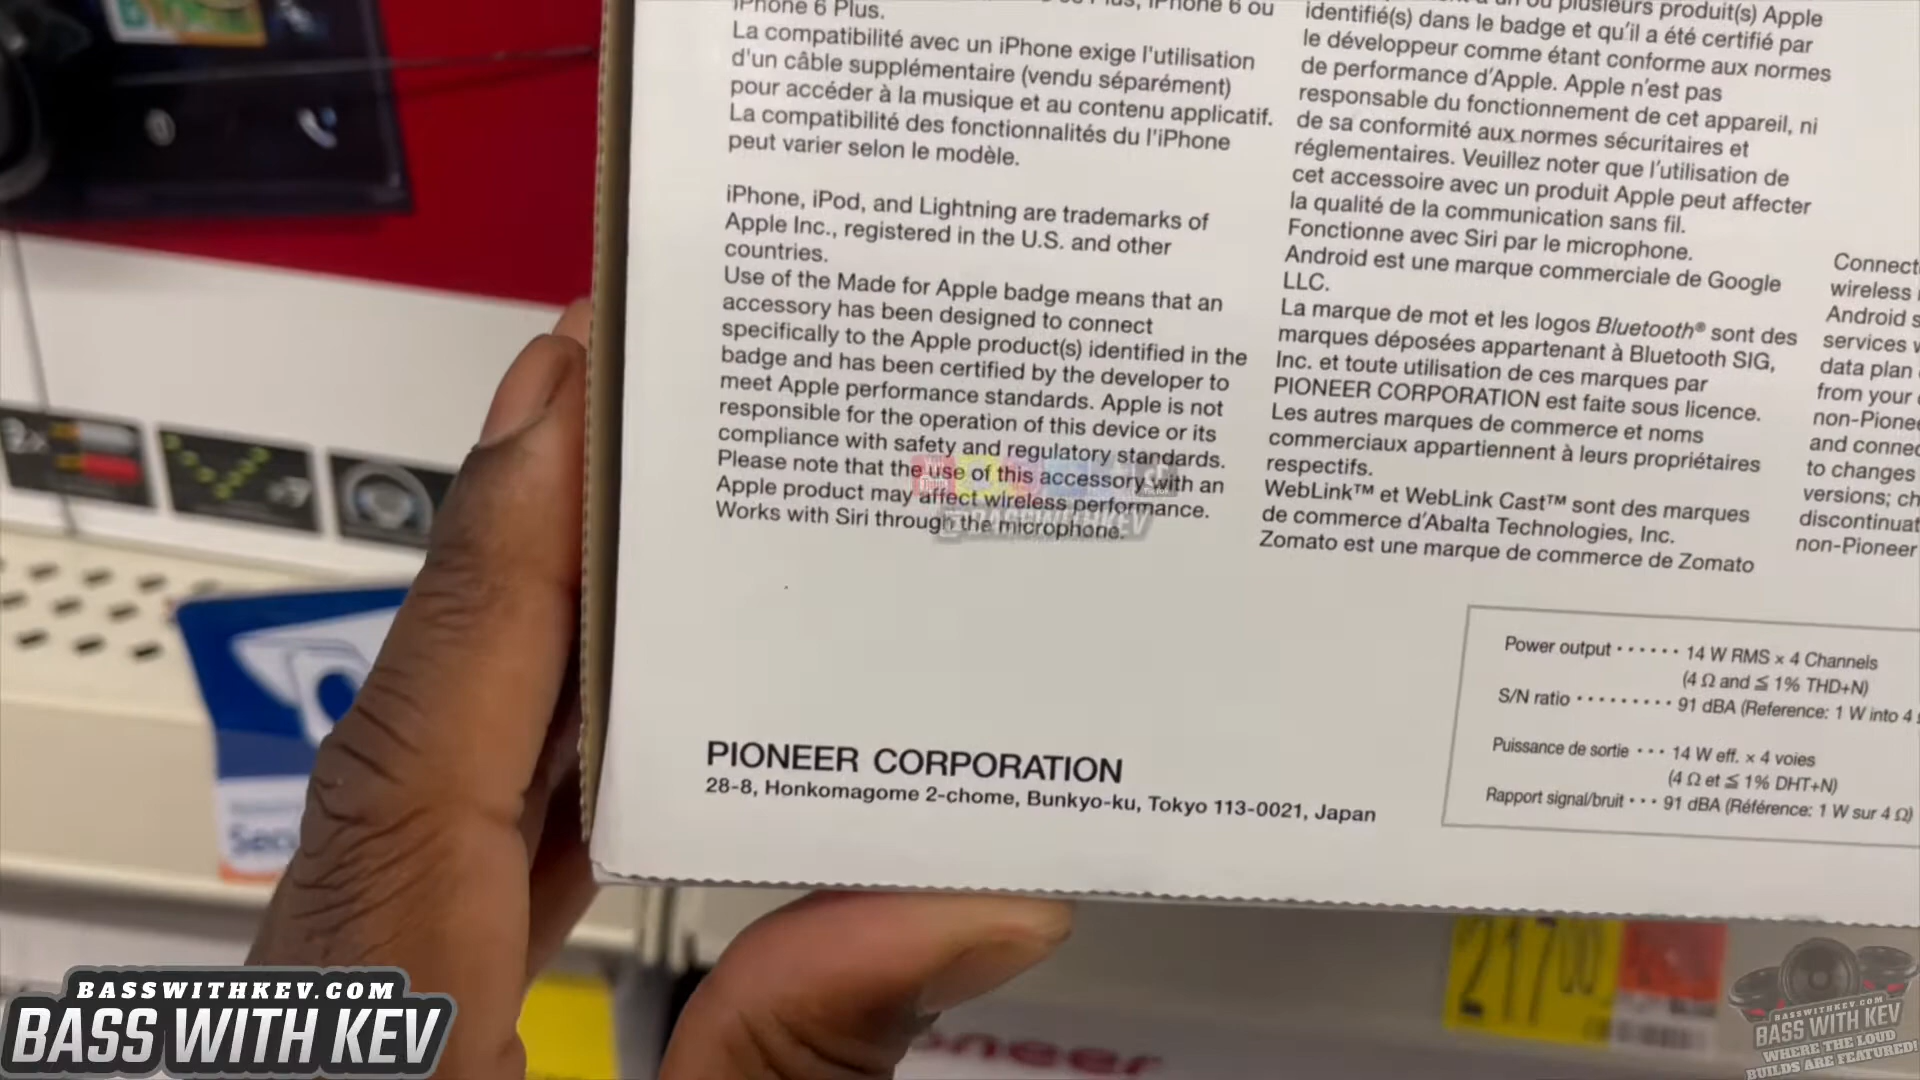 iPhone 6 Plus.
La compatibilité avec un iPhone exige l'utilisation
d'un câble supplémentaire (vendu séparément)
pour accéder à la musique et au contenu applicatif.
La compatibilité des fonctionnalités du l'iPhone
peut varier selon le modèle.
iPhone, iPod, and Lightning are trademarks of
Apple Inc., registered in the U.S. and other
countries.
Use of the Made for Apple badge means that an
accessory has been designed to connect
specifically to the Apple product(s) identified in the
badge and has been certified by the developer to
meet Apple performance standards. Apple is not
responsible for the operation of this device or its
compliance with safety and regulatory standards.
Please note that the use of this accessory with an
Apple product may affect wireless performance.
Works with Siri through the microphone.
plusieurs produit(s) Apple
identifié(s) dans le badge et qu'il a été certifié par
le développeur comme étant conforme aux normes
de performance d'Apple. Apple n'est pas
responsable du fonctionnement de cet appareil, ni
de sa conformité aux normes sécuritaires et
réglementaires. Veuillez noter que l'utilisation de
cet accessoire avec un produit Apple peut affecter
la qualité de la communication sans fil.
Fonctionne avec Siri par le microphone.
Android est une marque commerciale de Google
LLC.
La marque de mot et les logos Bluetooth® sont des
marques déposées appartenant à Bluetooth SIG,
Inc. et toute utilisation de ces marques par
PIONEER CORPORATION est faite sous licence.
Les autres marques de commerce et noms
commerciaux appartiennent à leurs propriétaires
respectifs.
WebLink™ et WebLink Cast™ sont des marques
de commerce d'Abalta Technologies, Inc.
Zomato est une marque de commerce de Zomato
wireless
Android
services
data plan
from your
and
to changes
versions;
non-Pioneer
Power output ······ 14 W RMS × 4 Channels
(4 Ω and ≦ 1% THD+N)
S/N ratio ········· 91 dBA (Reference: 1 W into 4
Puissance de sortie ··· 14 W eff. × 4 voies
(4 Ω et ≦ 1% DHT+N)
Rapport signal/bruit ··· 91 dBA (Référence: 1 W sur 4 Ω)
PIONEER CORPORATION
28-8, Honkomagome 2-chome, Bunkyo-ku, Tokyo 113-0021, Japan
BASSWITHKEV
BASSWITHKEV.COM
BASS WITH KEV
BASSWITHKEV.COM
BASS WITH KEV
WHERE THE LOUD
BUILDS ARE FEATURED!